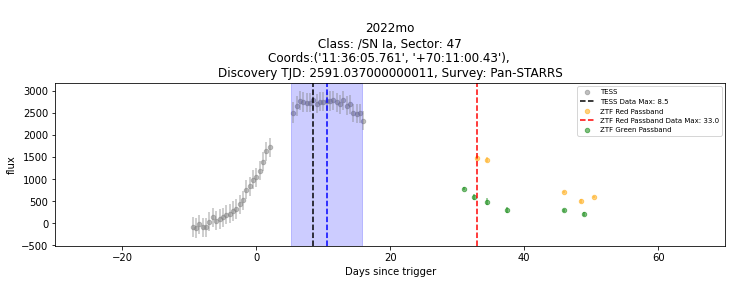 2022mo
Class: /SN Ia, Sector: 47
Coords:('11:36:05.761', '+70:11:00.43'),
Discovery TJD: 2591.037000000011, Survey: Pan-STARRS
flux
3000
2500
2000
1500
1000
500
0
−500
−20
0
20
40
60
Days since trigger
TESS
TESS Data Max: 8.5
ZTF Red Passband
ZTF Red Passband Data Max: 33.0
ZTF Green Passband